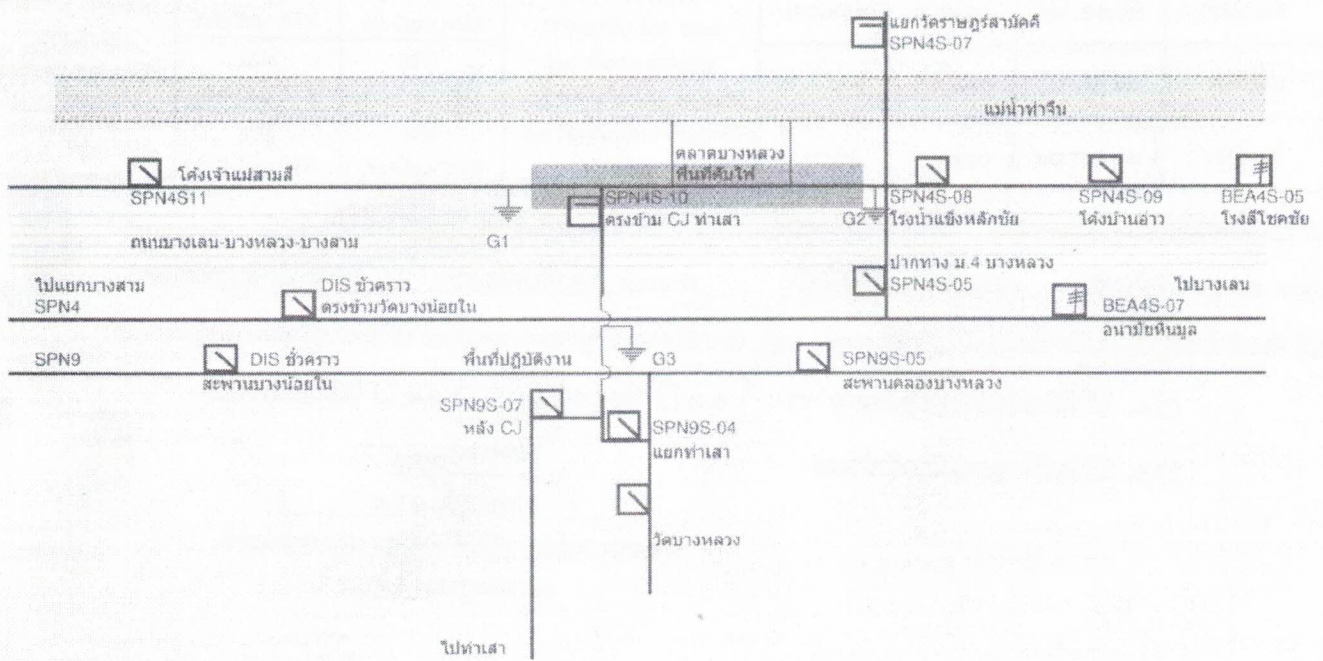 แยกวัดราษฎร์สามัคคี
SPN4S-07
แม่น้ำท่าจีน
ตลาดบางหลวง
พื้นที่ดับไฟ
โค้งเจ้าแม่สามสี
SPN4S11
SPN4S-10
ตรงข้าม CJ ท่าเสา
G1
G2
SPN4S-08
โรงน้ำแข็งหลักชัย
SPN4S-09
โค้งบ้านอาว
BEA4S-05
โรงสีโชคชัย
ถนนบางเลน-บางหลวง-บางสาม
ปากทาง ม.4 บางหลวง
SPN4S-05
ไปแยกบางสาม
SPN4
DIS ชั่วคราว
ตรงข้ามวัดบางน้อยใน
ไปบางเลน
BEA4S-07
อนามัยหินมูล
SPN9
DIS ชั่วคราว
สะพานบางน้อยใน
พื้นที่ปฏิบัติงาน
G3
SPN9S-05
สะพานคลองบางหลวง
SPN9S-07
หลัง CJ
SPN9S-04
แยกท่าเสา
วัดบางหลวง
ไปท่าเสา